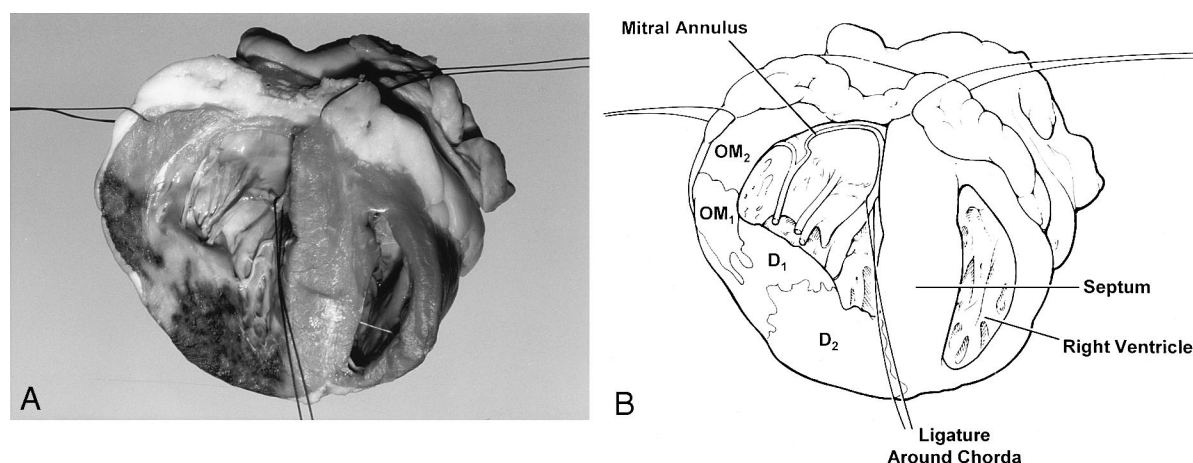 A
Mitral Annulus
OM2
OM1
D1
D2
Septum
Right Ventricle
B
Ligature
Around Chorda